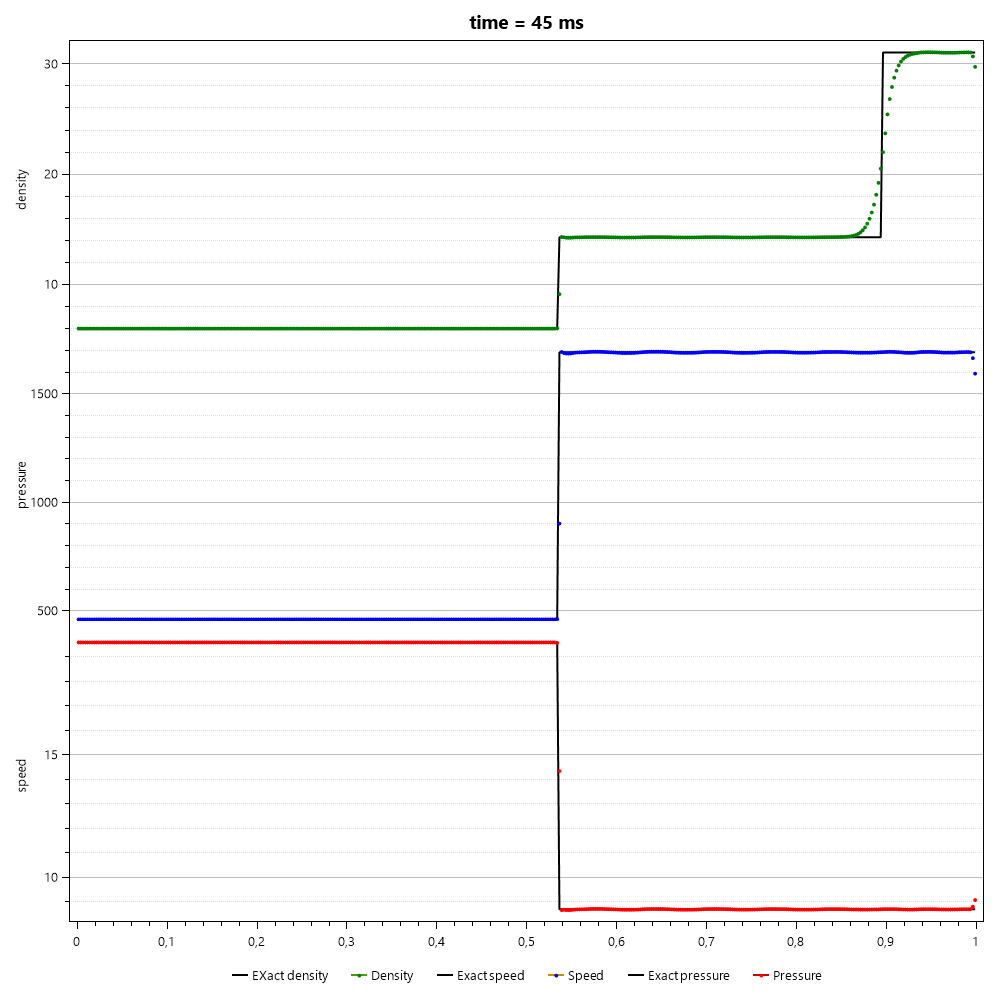 time = 45 ms
density
30
20
10
pressure
1500
1000
500
speed
15
10
0 0,1 0,2 0,3 0,4 0,5 0,6 0,7 0,8 0,9 1
EXact density Density Exact speed Speed Exact pressure Pressure